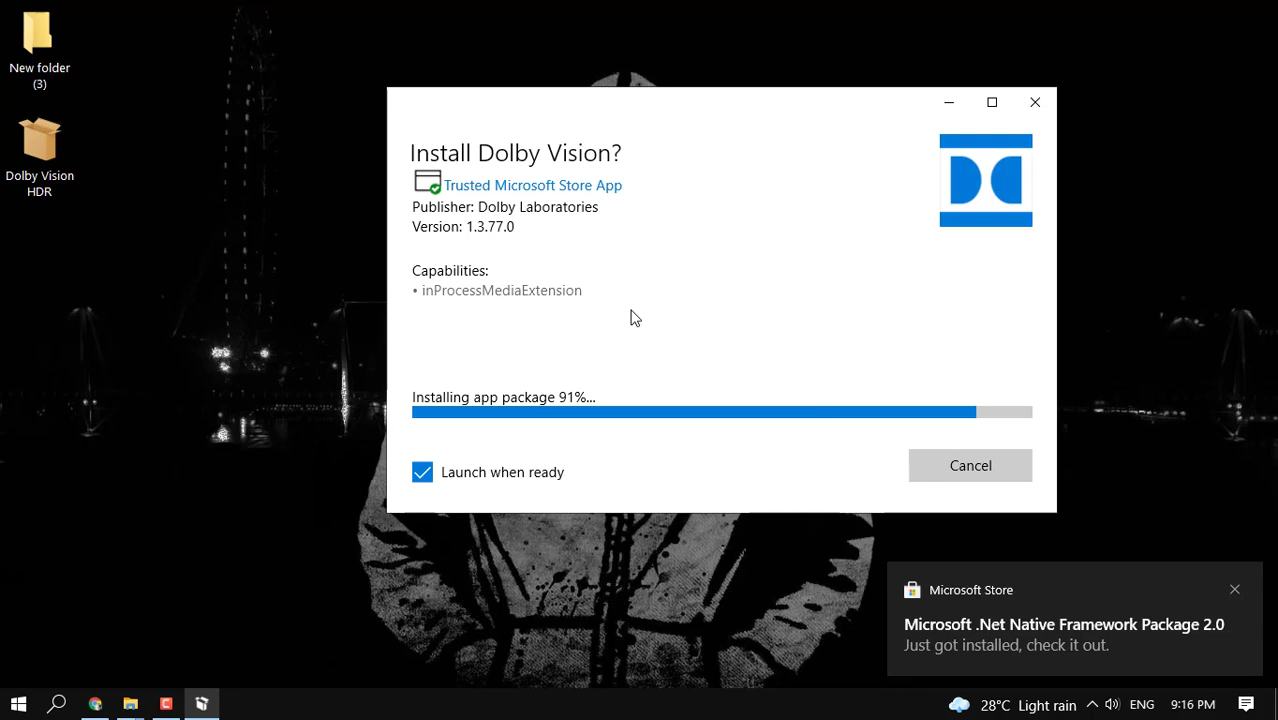 New folder
(3)
Dolby Vision
HDR
Install Dolby Vision?
Trusted Microsoft Store App
Publisher: Dolby Laboratories
Version: 1.3.77.0
Capabilities:
• inProcessMediaExtension
Installing app package 91%...
Launch when ready
Cancel
Microsoft Store
Microsoft .Net Native Framework Package 2.0
Just got installed, check it out.
28°C Light rain
ENG
9:16 PM